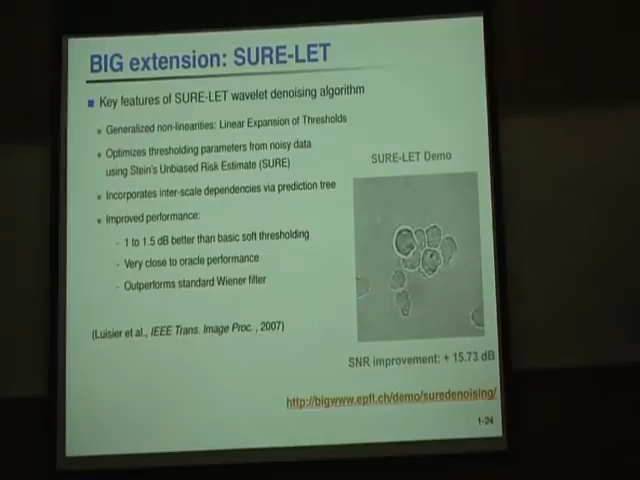 BIG extension: SURE-LET
Key features of SURE-LET wavelet denoising algorithm
Generalized non-linearities: Linear Expansion of Thresholds
Optimizes thresholding parameters from noisy data
using Stein's Unbiased Risk Estimate (SURE)
Incorporates inter-scale dependencies via prediction tree
Improved performance:
- 1 to 1.5 dB better than basic soft thresholding
- Very close to oracle performance
- Outperforms standard Wiener filter
(Luisier et al., IEEE Trans. Image Proc., 2007)
SURE-LET Demo
SNR improvement: + 15.73 dB
http://bigwww.epfl.ch/demo/suredenoising/
1-24